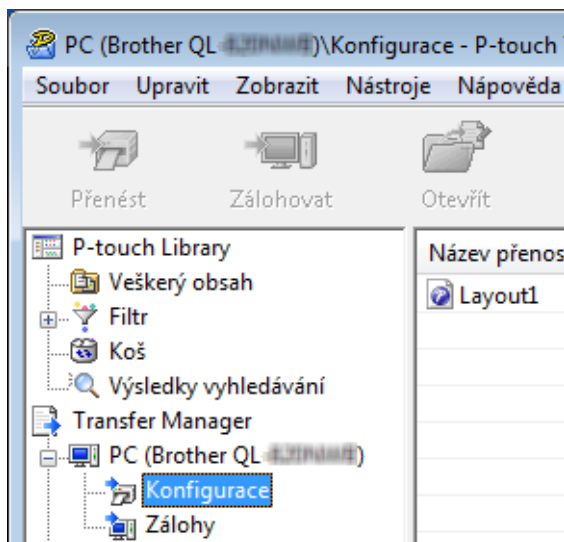 PC (Brother QL )\Konfigurace - P-touch
Soubor Upravit Zobrazit Nástroje Nápověda
Přenést Zálohovat Otevřít
P-touch Library
Název přenos
Veškerý obsah
Layout1
Filtr
Koš
Výsledky vyhledávání
Transfer Manager
PC (Brother QL )
Konfigurace
Zálohy